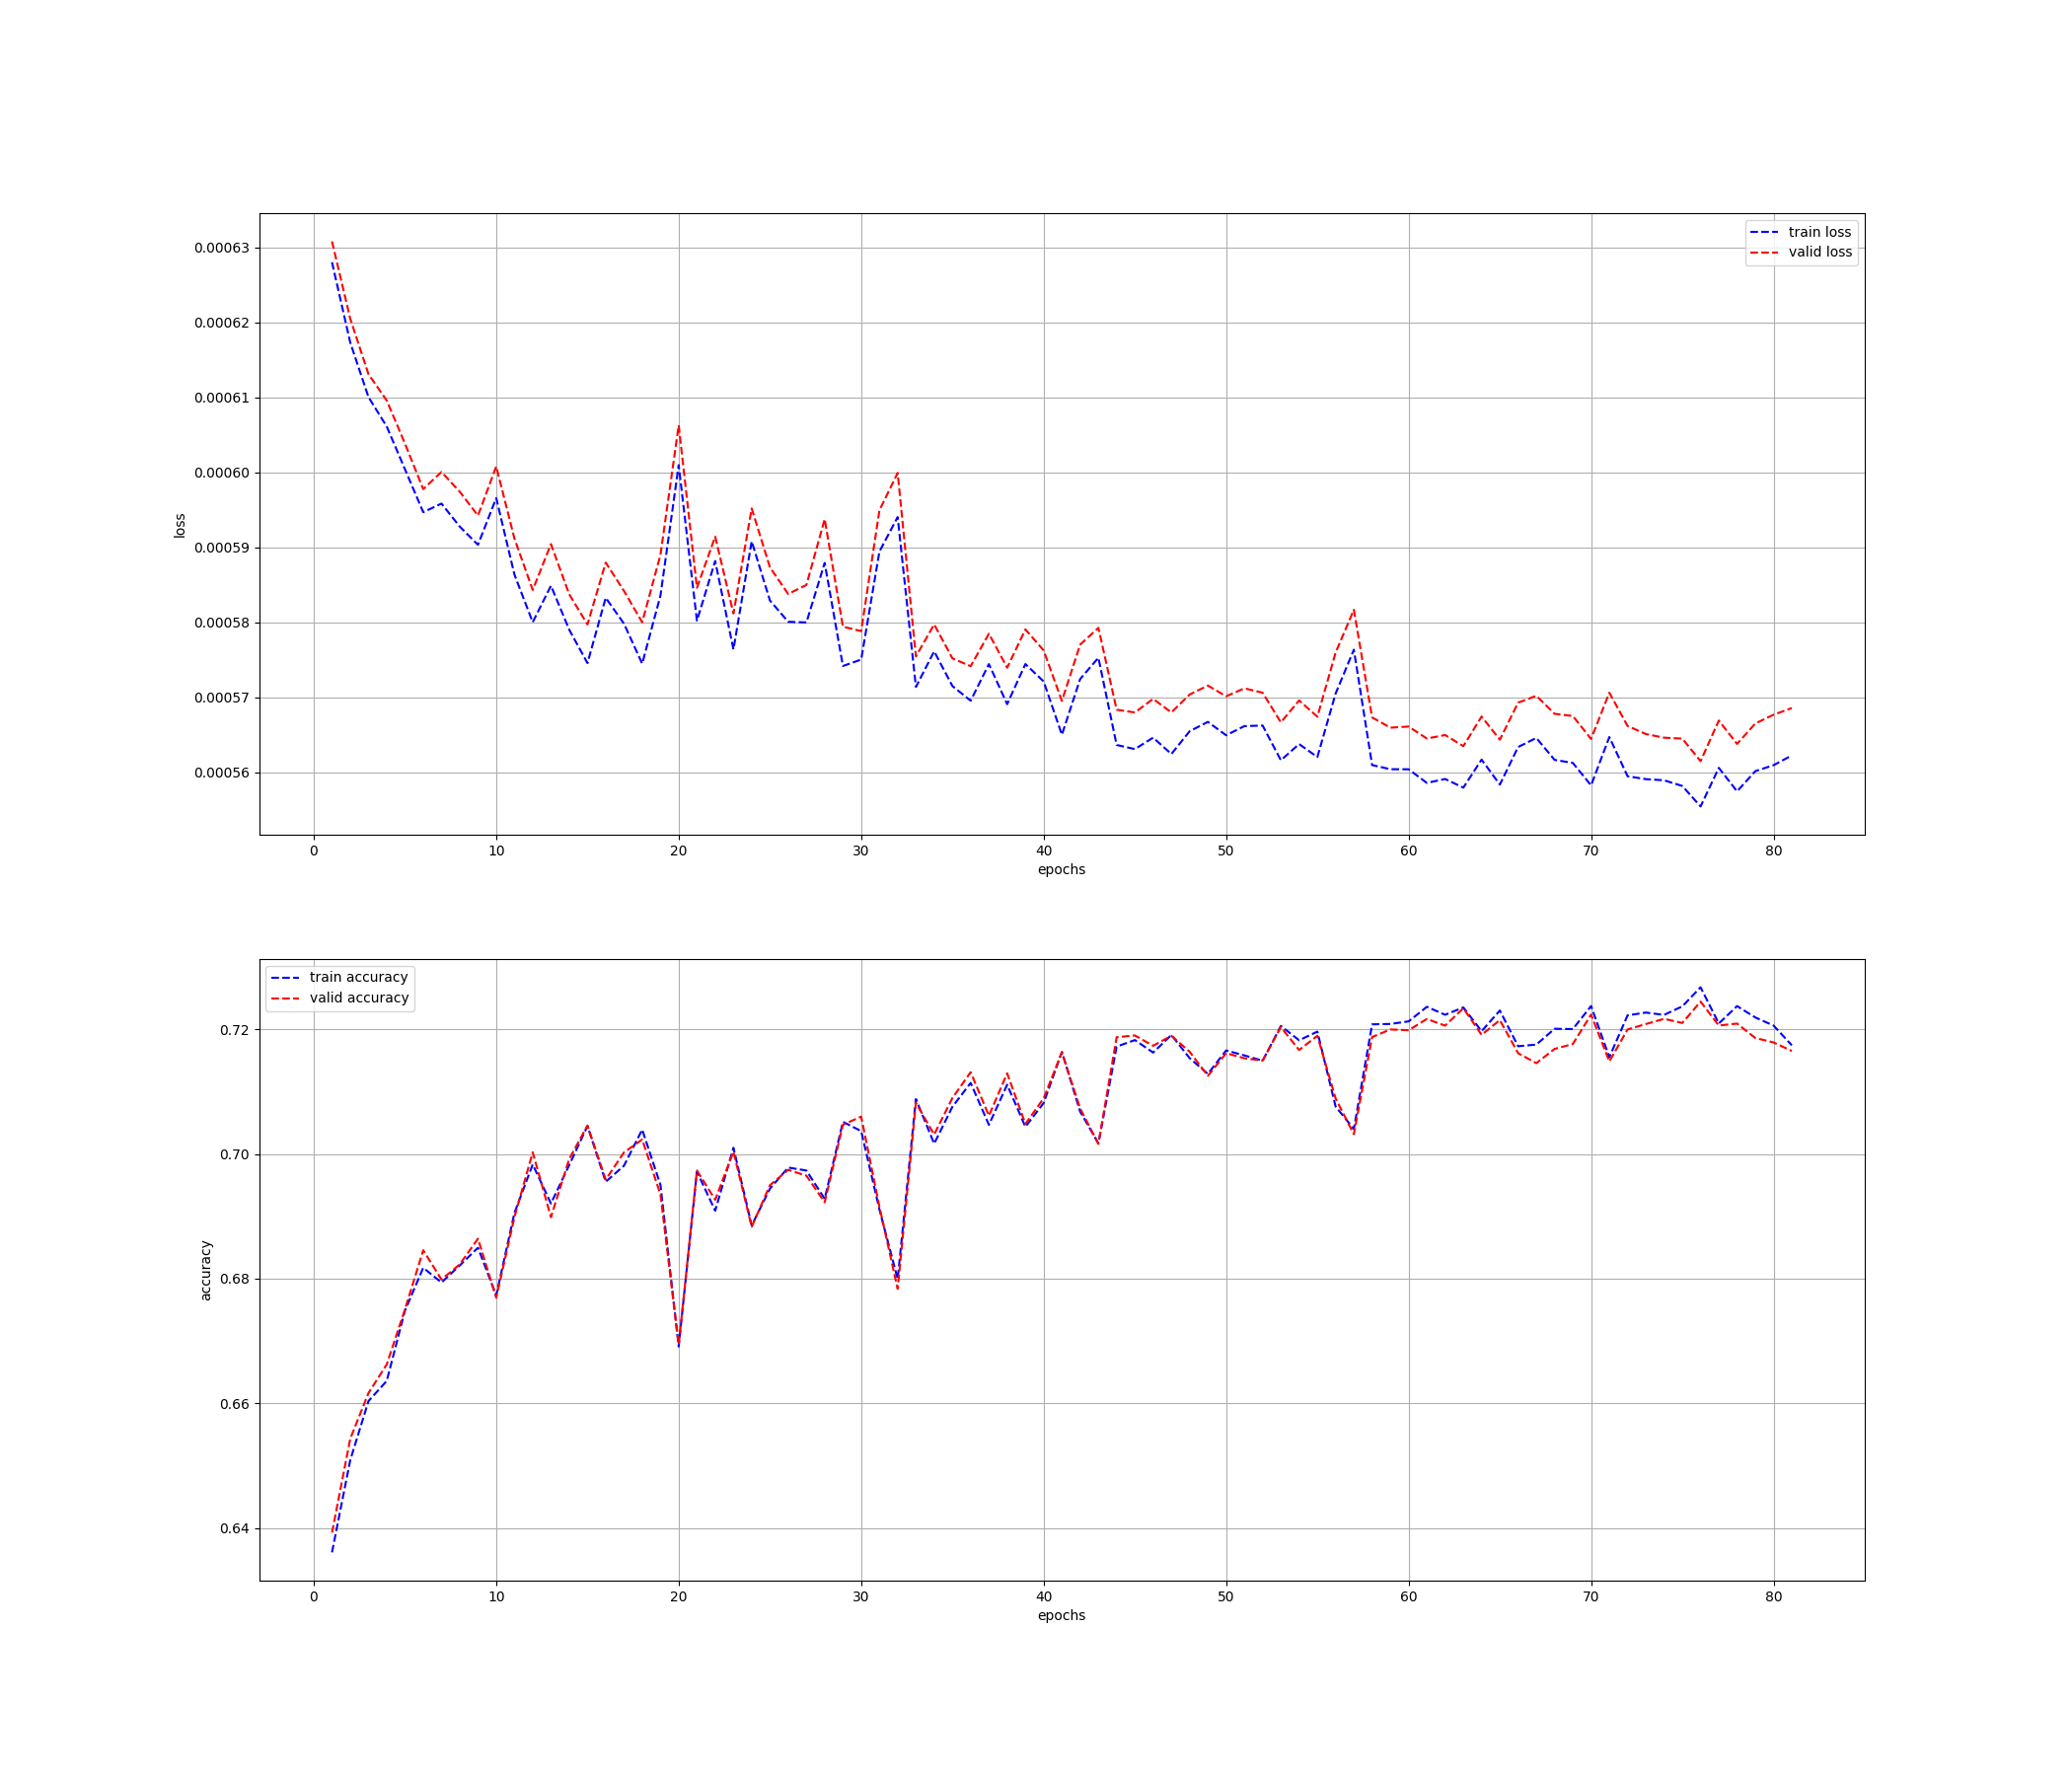 train loss
valid loss
0.00063
0.00062
0.00061
0.00060
0.00059
0.00058
0.00057
0.00056
loss
0 10 20 30 40 50 60 70 80
epochs
train accuracy
valid accuracy
0.72
0.70
0.68
0.66
0.64
accuracy
0 10 20 30 40 50 60 70 80
epochs